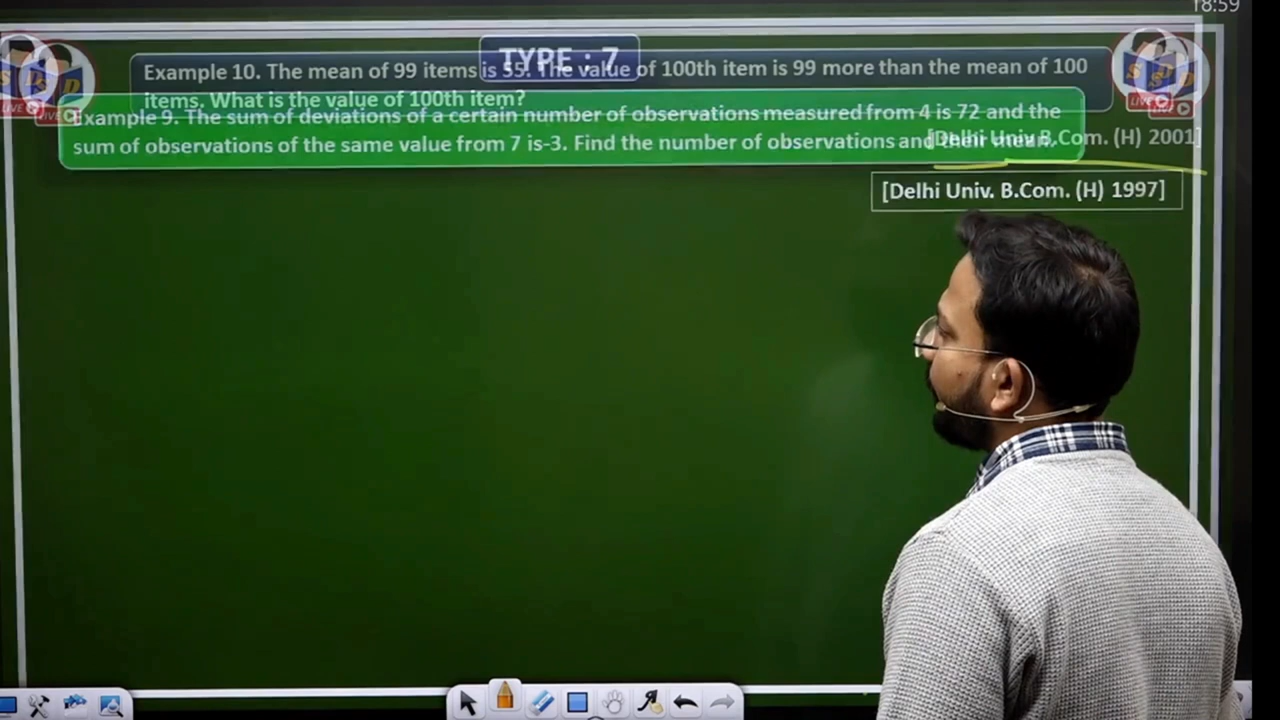 18:59
TYPE : 7
Example 10. The mean of 99 items is 55. The value of 100th item is 99 more than the mean of 100
items. What is the value of 100th item?
Example 9. The sum of deviations of a certain number of observations measured from 4 is 72 and the
sum of observations of the same value from 7 is-3. Find the number of observations and their mean.
[Delhi Univ B.Com. (H) 2001]
[Delhi Univ. B.Com. (H) 1997]
LIVE
LIVE
LIVE
LIVE